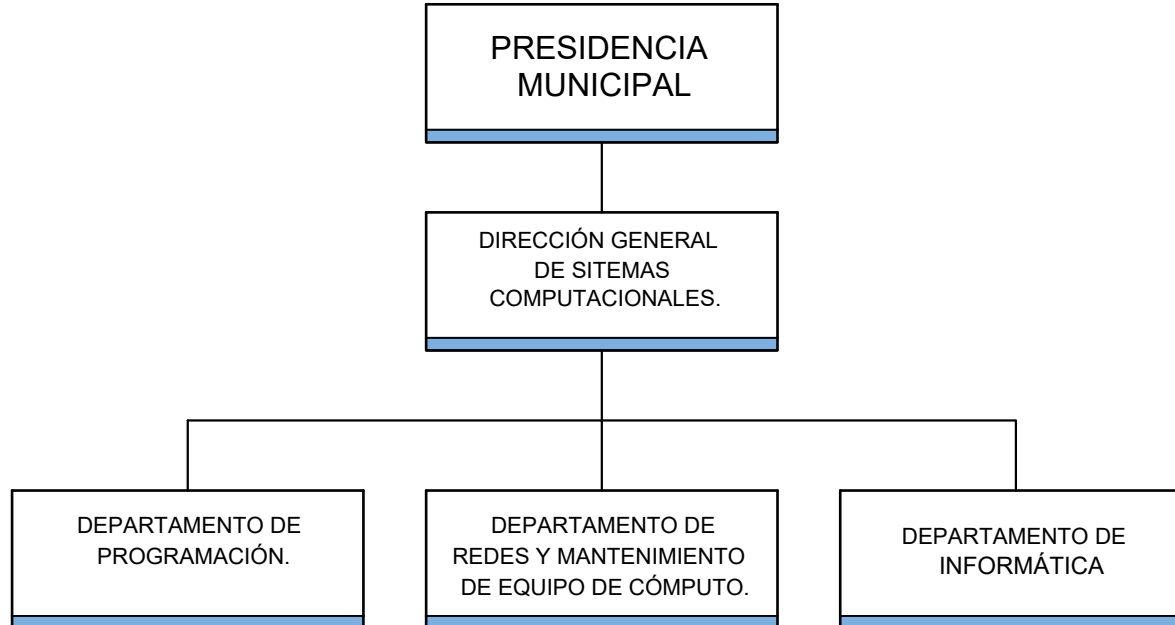 PRESIDENCIA
MUNICIPAL
DIRECCIÓN GENERAL
DE SITEMAS
COMPUTACIONALES.
DEPARTAMENTO DE
PROGRAMACIÓN.
DEPARTAMENTO DE
REDES Y MANTENIMIENTO
DE EQUIPO DE CÓMPUTO.
DEPARTAMENTO DE
INFORMÁTICA